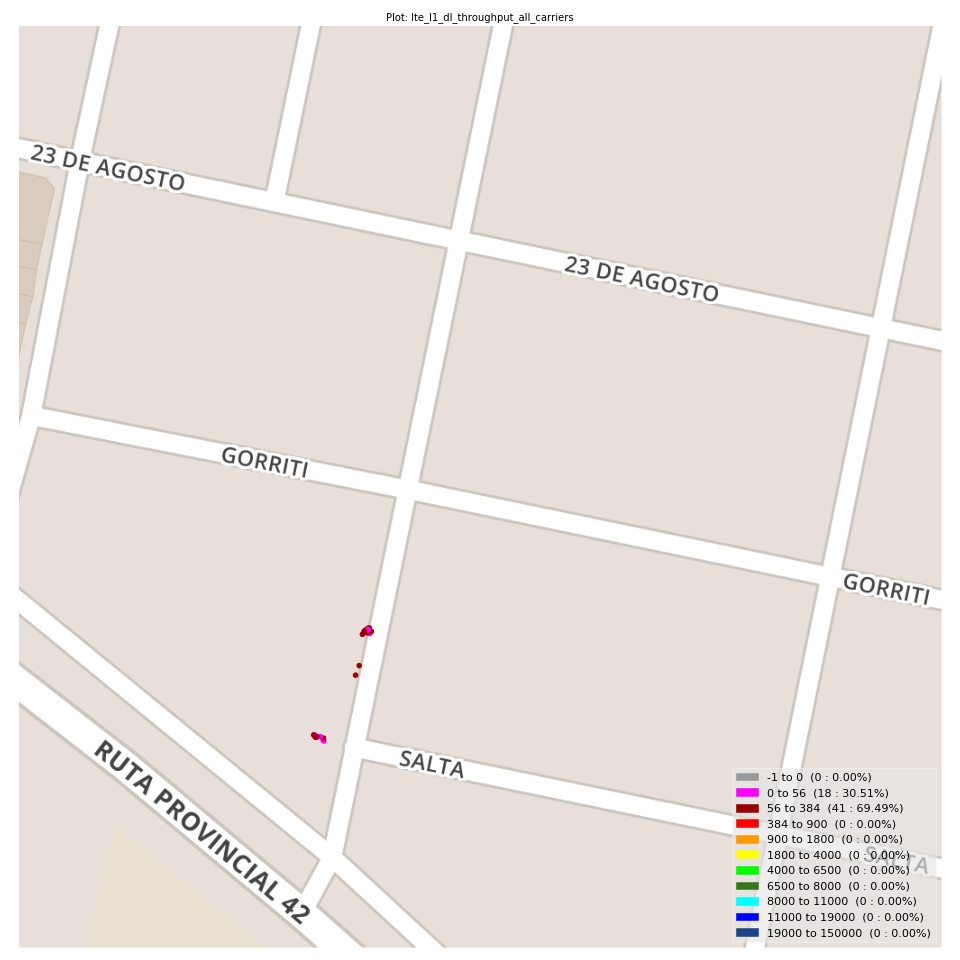 Plot: lte_l1_dl_throughput_all_carriers
23 DE AGOSTO
23 DE AGOSTO
GORRITI
GORRITI
SALTA
RUTA PROVINCIAL 42
SALTA
-1 to 0 (0 : 0.00%)
0 to 56 (18 : 30.51%)
56 to 384 (41 : 69.49%)
384 to 900 (0 : 0.00%)
900 to 1800 (0 : 0.00%)
1800 to 4000 (0 : 0.00%)
4000 to 6500 (0 : 0.00%)
6500 to 8000 (0 : 0.00%)
8000 to 11000 (0 : 0.00%)
11000 to 19000 (0 : 0.00%)
19000 to 150000 (0 : 0.00%)